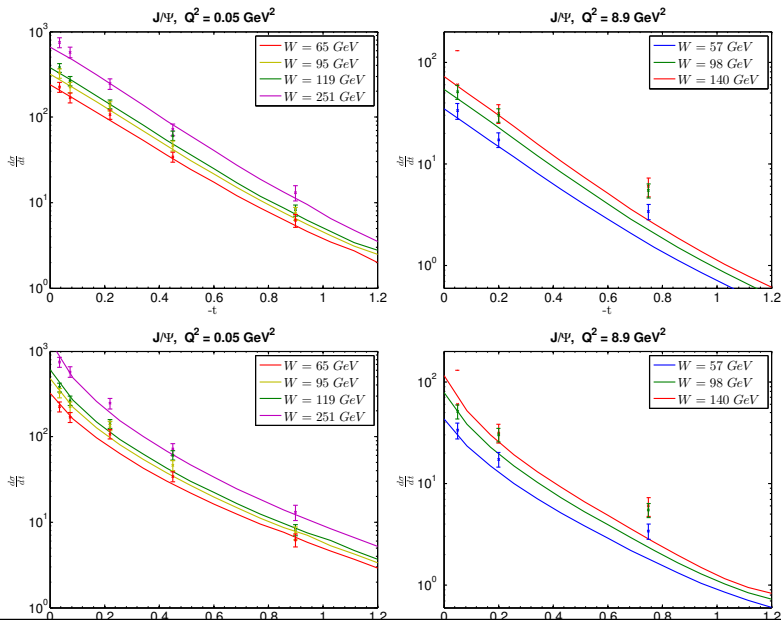 J/Ψ, Q² = 0.05 GeV²
10³
10²
10¹
10⁰
dσ/dt
W = 65 GeV
W = 95 GeV
W = 119 GeV
W = 251 GeV
0 0.2 0.4 0.6 0.8 1 1.2
-t
J/Ψ, Q² = 8.9 GeV²
10²
10¹
10⁰
dσ/dt
W = 57 GeV
W = 98 GeV
W = 140 GeV
0 0.2 0.4 0.6 0.8 1 1.2
-t
J/Ψ, Q² = 0.05 GeV²
10³
10²
10¹
10⁰
dσ/dt
W = 65 GeV
W = 95 GeV
W = 119 GeV
W = 251 GeV
0 0.2 0.4 0.6 0.8 1 1.2
J/Ψ, Q² = 8.9 GeV²
10²
10¹
10⁰
dσ/dt
W = 57 GeV
W = 98 GeV
W = 140 GeV
0 0.2 0.4 0.6 0.8 1 1.2